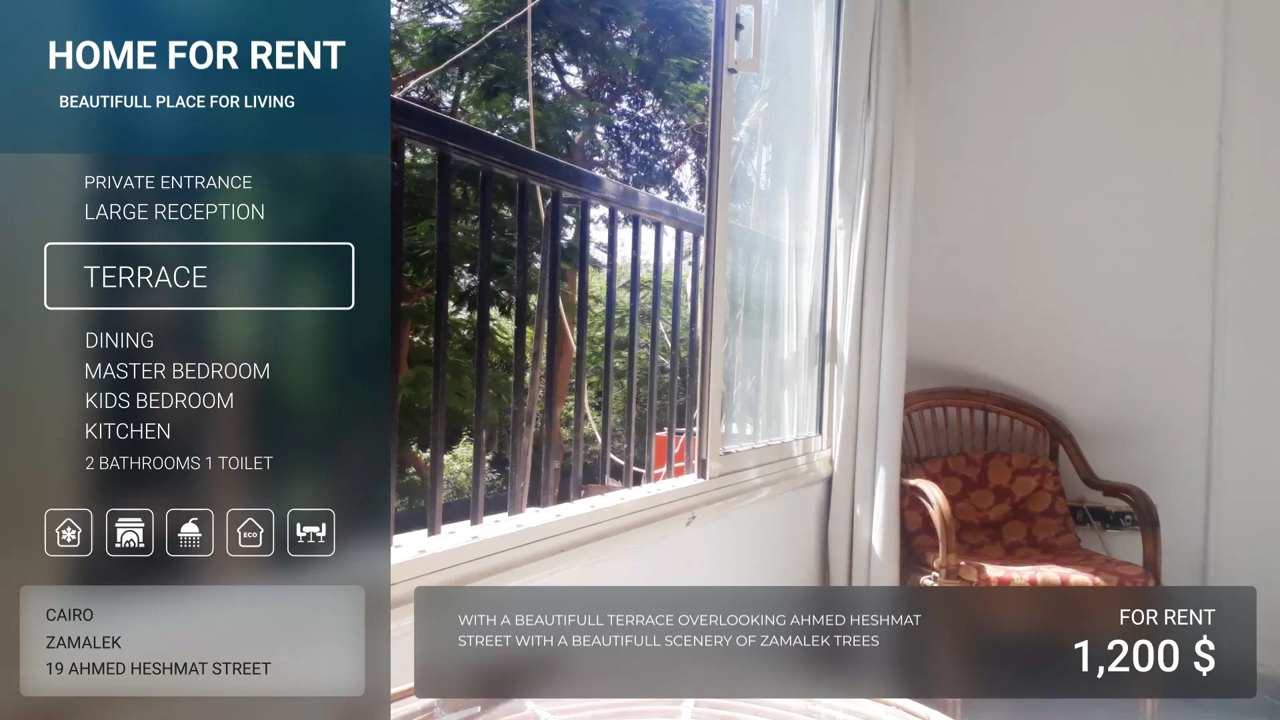 HOME FOR RENT
BEAUTIFULL PLACE FOR LIVING
PRIVATE ENTRANCE
LARGE RECEPTION
TERRACE
DINING
MASTER BEDROOM
KIDS BEDROOM
KITCHEN
2 BATHROOMS 1 TOILET
ECO
CAIRO
ZAMALEK
19 AHMED HESHMAT STREET
WITH A BEAUTIFULL TERRACE OVERLOOKING AHMED HESHMAT
STREET WITH A BEAUTIFULL SCENERY OF ZAMALEK TREES
FOR RENT
1,200 $